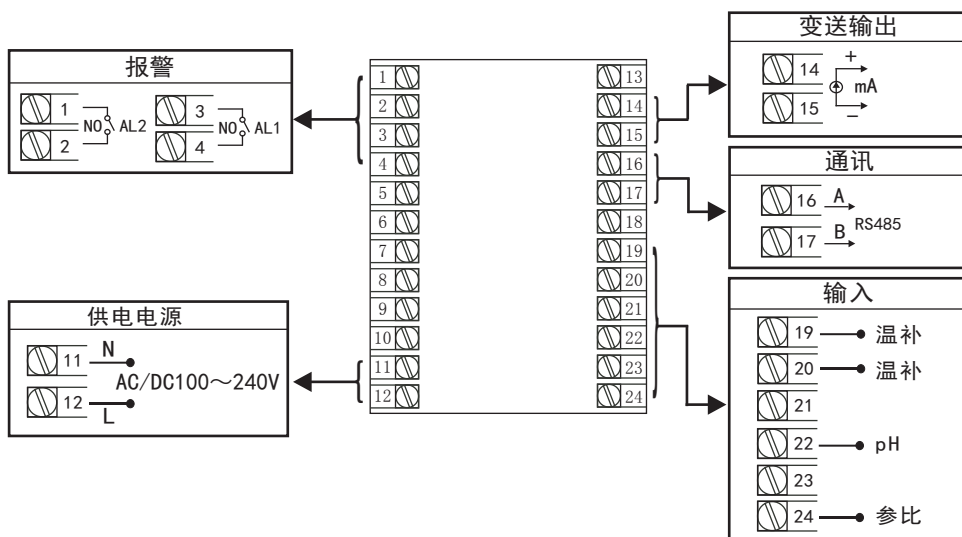 报警
1
NO
AL2
2
3
NO
AL1
4
供电电源
11
N
AC/DC100～240V
12
L
1
2
3
4
5
6
7
8
9
10
11
12
13
14
15
16
17
18
19
20
21
22
23
24
变送输出
14
+
mA
15
−
通讯
16
A
RS485
17
B
输入
19 温补
20 温补
21
22 pH
23
24 参比